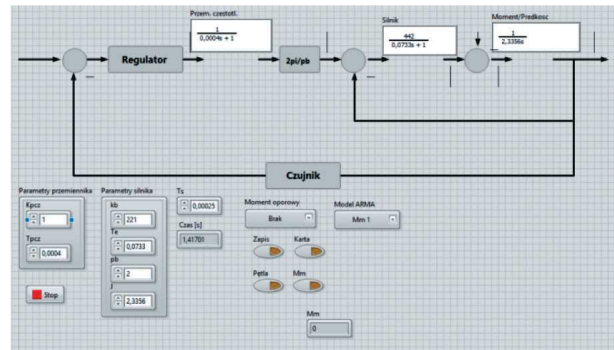 Przem. czestotl.
1
0,0004s + 1
Silnik
442
0,0733s + 1
Moment/Predkosc
1
2,3356s
Regulator
2pi/pb
Czujnik
Parametry przemiennika
Kpcz
1
Tpcz
0,0004
Stop
Parametry silnika
kb
221
Te
0,0733
pb
2
J
2,3356
Ts
0,00025
Czas [s]
1,41701
Moment oporowy
Brak
Model ARMA
Mm 1
Zapis
Karta
Pętla
Mm
Mm
0